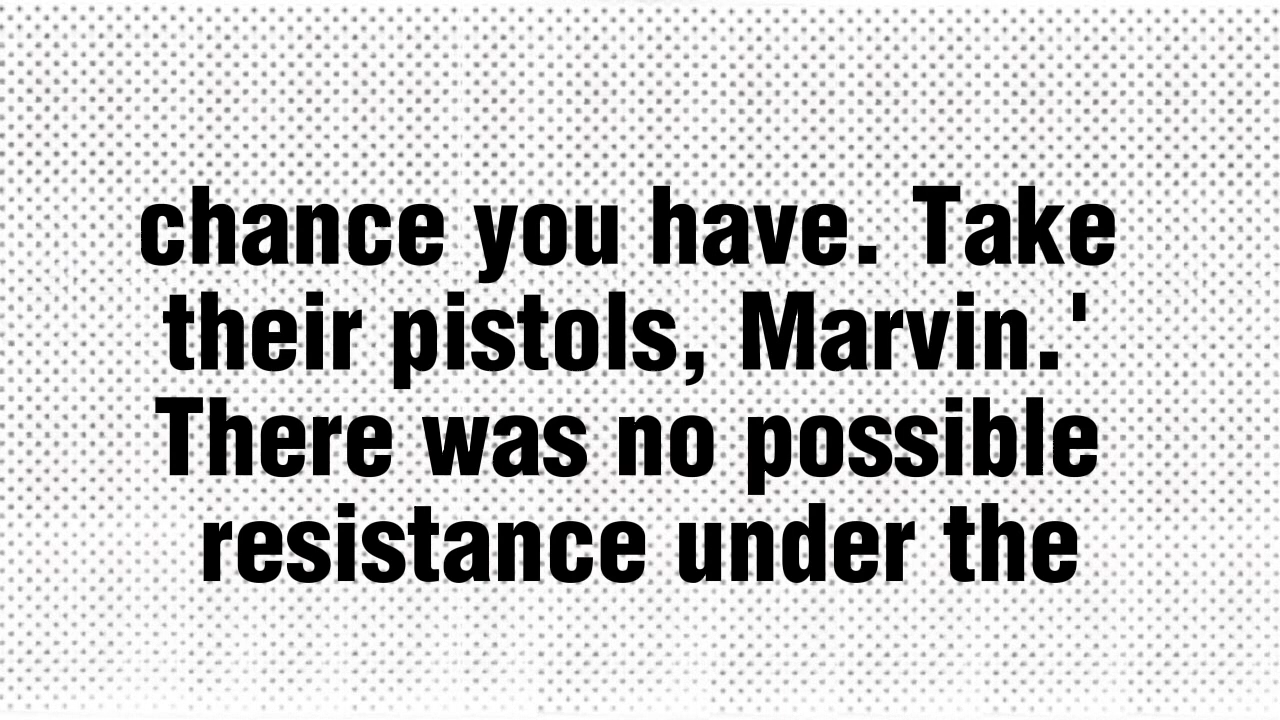 chance you have. Take
their pistols, Marvin.'
There was no possible
resistance under the